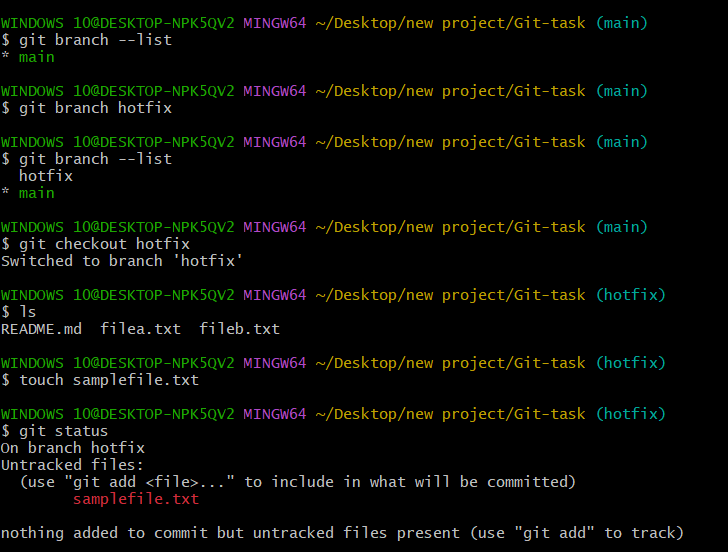 WINDOWS 10@DESKTOP-NPK5QV2 MINGW64 ~/Desktop/new project/Git-task (main)
$ git branch --list
* main
WINDOWS 10@DESKTOP-NPK5QV2 MINGW64 ~/Desktop/new project/Git-task (main)
$ git branch hotfix
WINDOWS 10@DESKTOP-NPK5QV2 MINGW64 ~/Desktop/new project/Git-task (main)
$ git branch --list
  hotfix
* main
WINDOWS 10@DESKTOP-NPK5QV2 MINGW64 ~/Desktop/new project/Git-task (main)
$ git checkout hotfix
Switched to branch 'hotfix'
WINDOWS 10@DESKTOP-NPK5QV2 MINGW64 ~/Desktop/new project/Git-task (hotfix)
$ ls
README.md  filea.txt  fileb.txt
WINDOWS 10@DESKTOP-NPK5QV2 MINGW64 ~/Desktop/new project/Git-task (hotfix)
$ touch samplefile.txt
WINDOWS 10@DESKTOP-NPK5QV2 MINGW64 ~/Desktop/new project/Git-task (hotfix)
$ git status
On branch hotfix
Untracked files:
  (use "git add <file>..." to include in what will be committed)
        samplefile.txt
nothing added to commit but untracked files present (use "git add" to track)